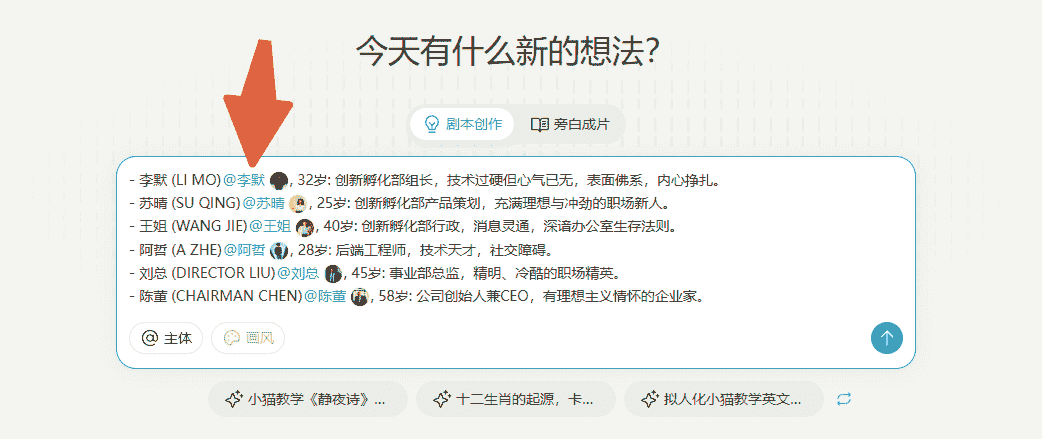 今天有什么新的想法？
剧本创作 旁白成片
- 李默 (LI MO) @李默, 32岁: 创新孵化部组长，技术过硬但心气已无，表面佛系，内心挣扎。
- 苏晴 (SU QING) @苏晴, 25岁: 创新孵化部产品策划，充满理想与冲劲的职场新人。
- 王姐 (WANG JIE) @王姐, 40岁: 创新孵化部行政，消息灵通，深谙办公室生存法则。
- 阿哲 (A ZHE) @阿哲, 28岁: 后端工程师，技术天才，社交障碍。
- 刘总 (DIRECTOR LIU) @刘总, 45岁: 事业部总监，精明、冷酷的职场精英。
- 陈董 (CHAIRMAN CHEN) @陈董, 58岁: 公司创始人兼CEO，有理想主义情怀的企业家。
主体 画风
小猫教学《静夜诗》... 十二生肖的起源，卡... 拟人化小猫教学英文...